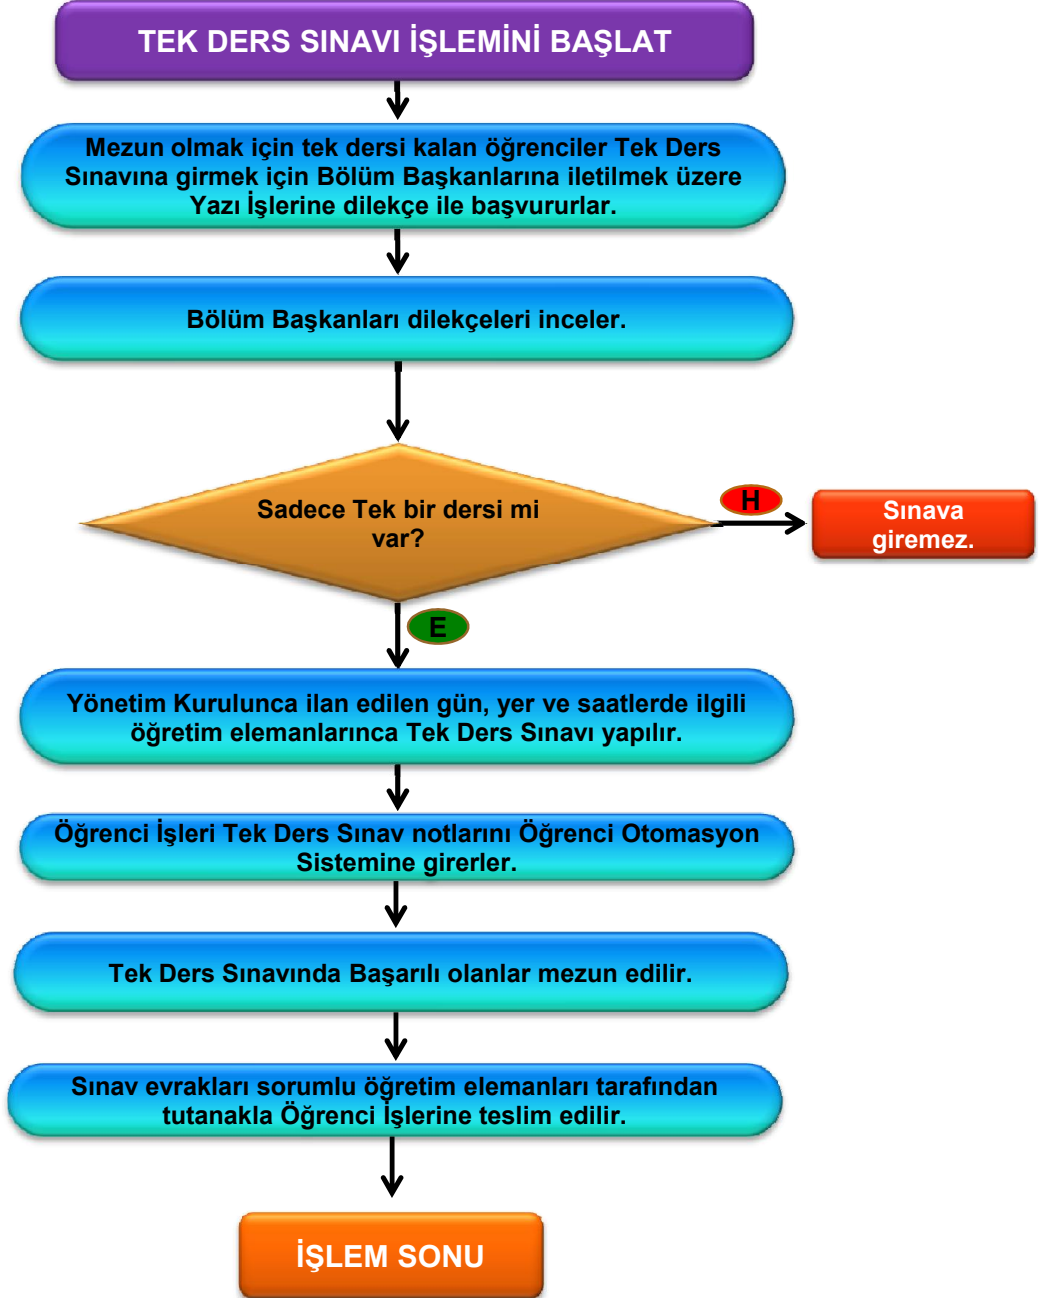 TEK DERS SINAVI İŞLEMİNİ BAŞLAT
Mezun olmak için tek dersi kalan öğrenciler Tek Ders
Sınavına girmek için Bölüm Başkanlarına iletilmek üzere
Yazı İşlerine dilekçe ile başvururlar.
Bölüm Başkanları dilekçeleri inceler.
Sadece Tek bir dersi mi
var?
H
Sınava
giremez.
E
Yönetim Kurulunca ilan edilen gün, yer ve saatlerde ilgili
öğretim elemanlarınca Tek Ders Sınavı yapılır.
Öğrenci İşleri Tek Ders Sınav notlarını Öğrenci Otomasyon
Sistemine girerler.
Tek Ders Sınavında Başarılı olanlar mezun edilir.
Sınav evrakları sorumlu öğretim elemanları tarafından
tutanakla Öğrenci İşlerine teslim edilir.
İŞLEM SONU